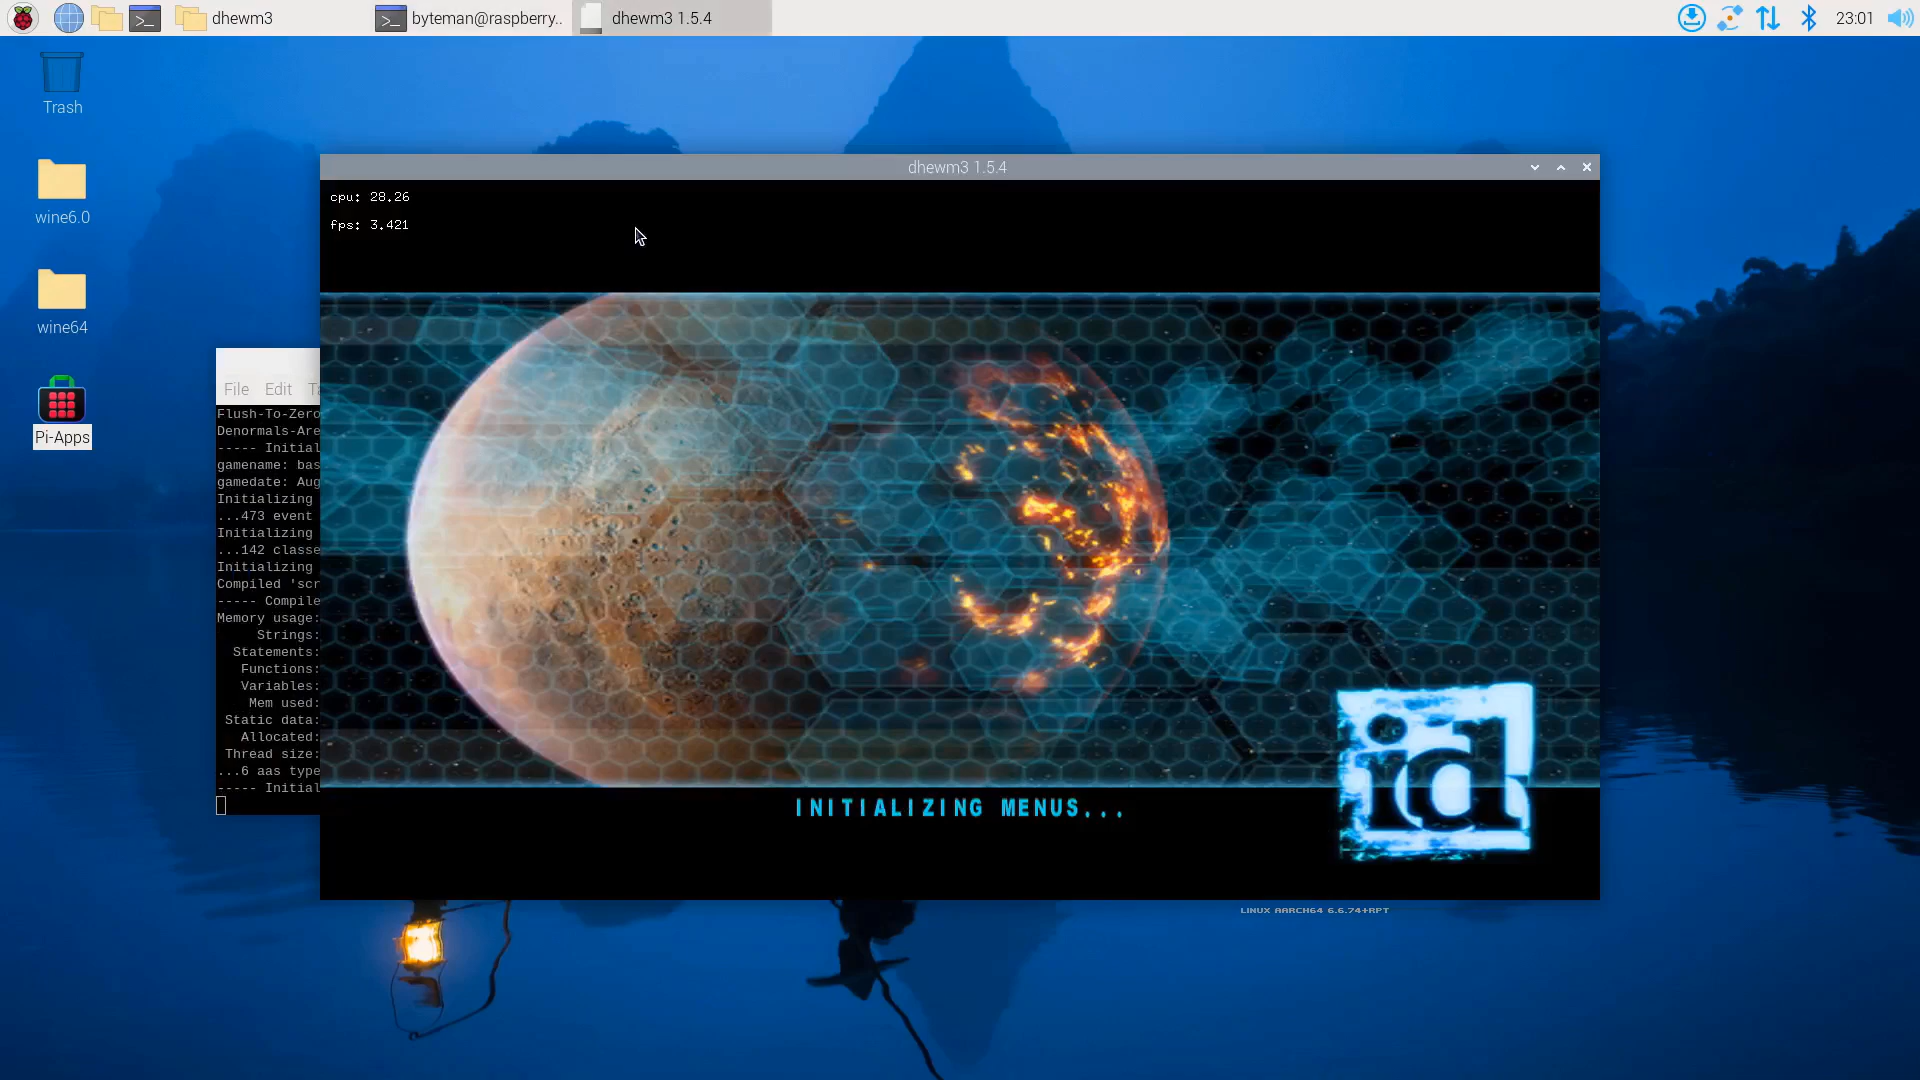 dhewm3
byteman@raspberry..
dhewm3 1.5.4
23:01
Trash
wine6.0
wine64
Pi-Apps
dhewm3 1.5.4
cpu: 28.26
fps: 3.421
File Edit
Flush-To-Zero
Denormals-Are
----- Initial
gamename: bas
gamedate: Aug
Initializing
...473 event
Initializing
...142 classe
Initializing
Compiled 'scr
----- Compile
Memory usage:
Strings:
Statements:
Functions:
Variables:
Mem used:
Static data:
Allocated:
Thread size:
...6 aas type
----- Initial
INITIALIZING MENUS...
id
LINUX AARCH64 6.6.74+RPT